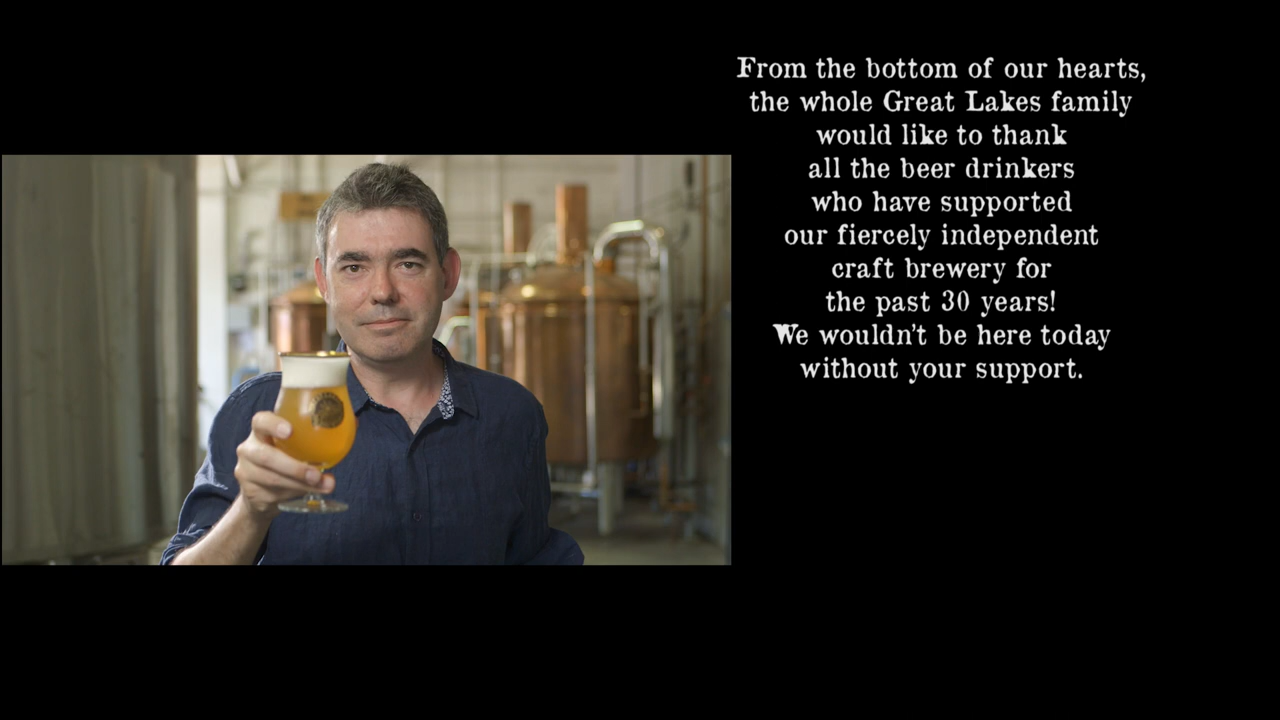 From the bottom of our hearts,
the whole Great Lakes family
would like to thank
all the beer drinkers
who have supported
our fiercely independent
craft brewery for
the past 30 years!
We wouldn't be here today
without your support.